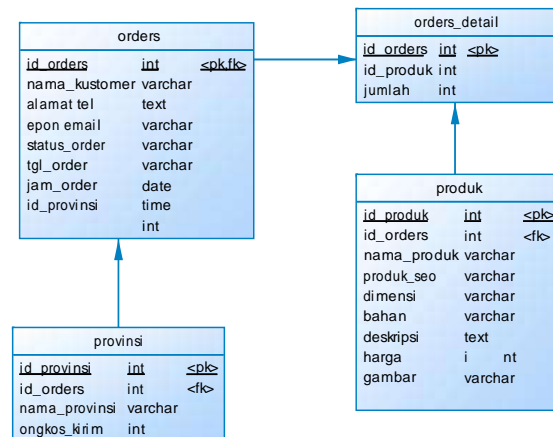 orders
id_orders int <pk,fk>
nama_kustomer varchar
alamat tel text
epon email varchar
status_order varchar
tgl_order varchar
jam_order date
id_provinsi time
int
orders_detail
id_orders int <pk>
id_produk int
jumlah int
produk
id_produk int <pk>
id_orders int <fk>
nama_produk varchar
produk_seo varchar
dimensi varchar
bahan varchar
deskripsi text
harga i nt
gambar varchar
provinsi
id_provinsi int <pk>
id_orders int <fk>
nama_provinsi varchar
ongkos_kirim int